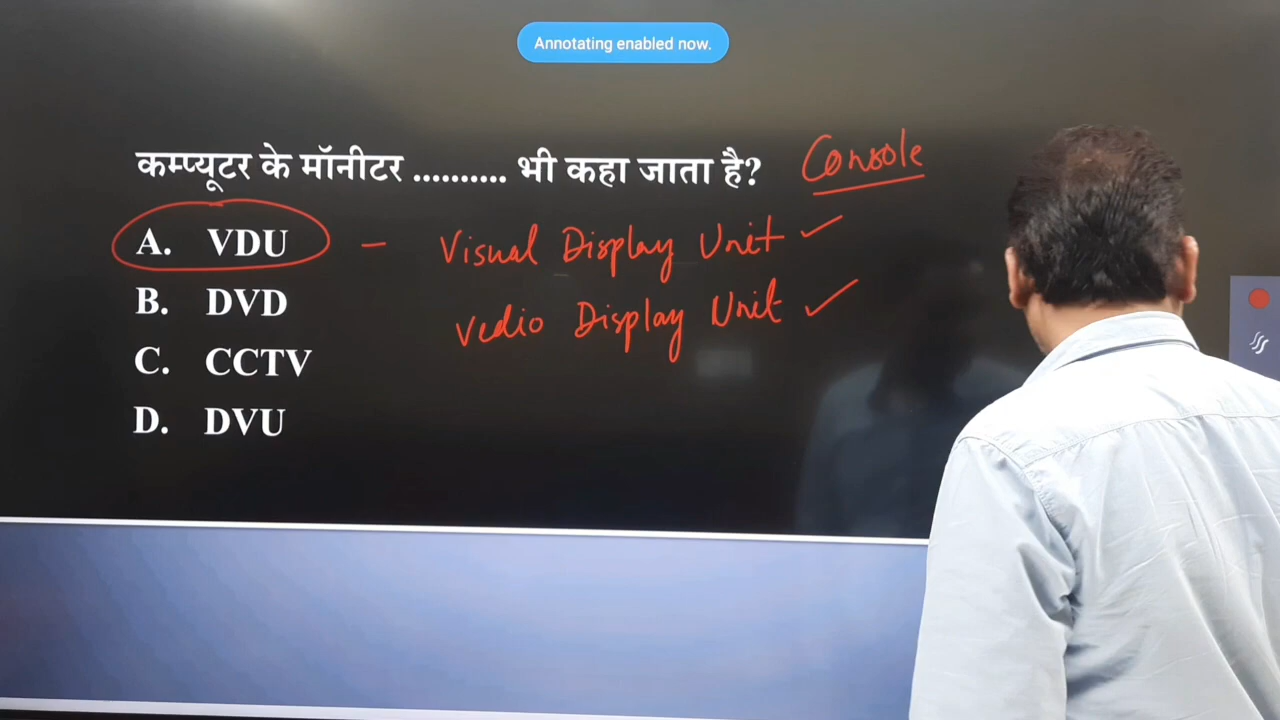 Annotating enabled now.
कम्प्यूटर के मॉनीटर .......... भी कहा जाता है? Console
A. VDU – Visual Display Unit ✓
B. DVD Vedio Display Unit ✓
C. CCTV
D. DVU